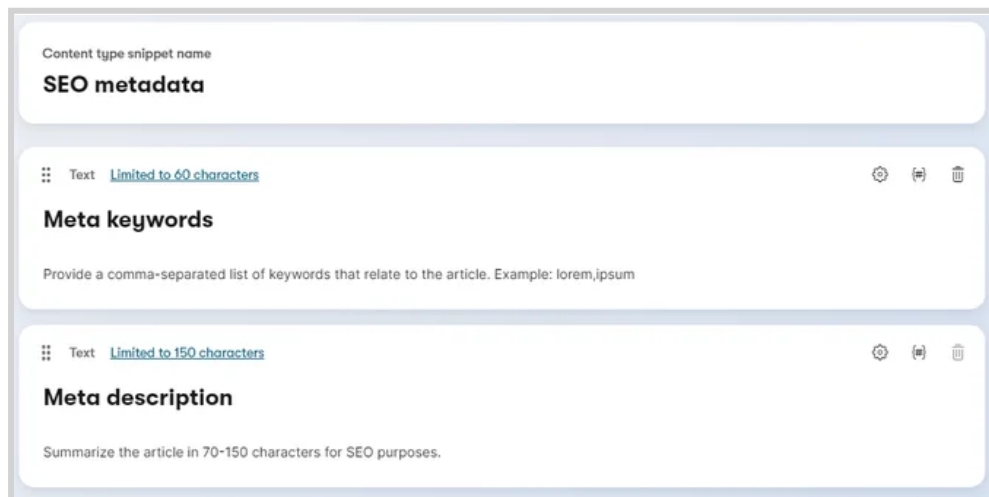 Content type snippet name
SEO metadata
Text Limited to 60 characters
Meta keywords
Provide a comma-separated list of keywords that relate to the article. Example: lorem,ipsum
Text Limited to 150 characters
Meta description
Summarize the article in 70-150 characters for SEO purposes.